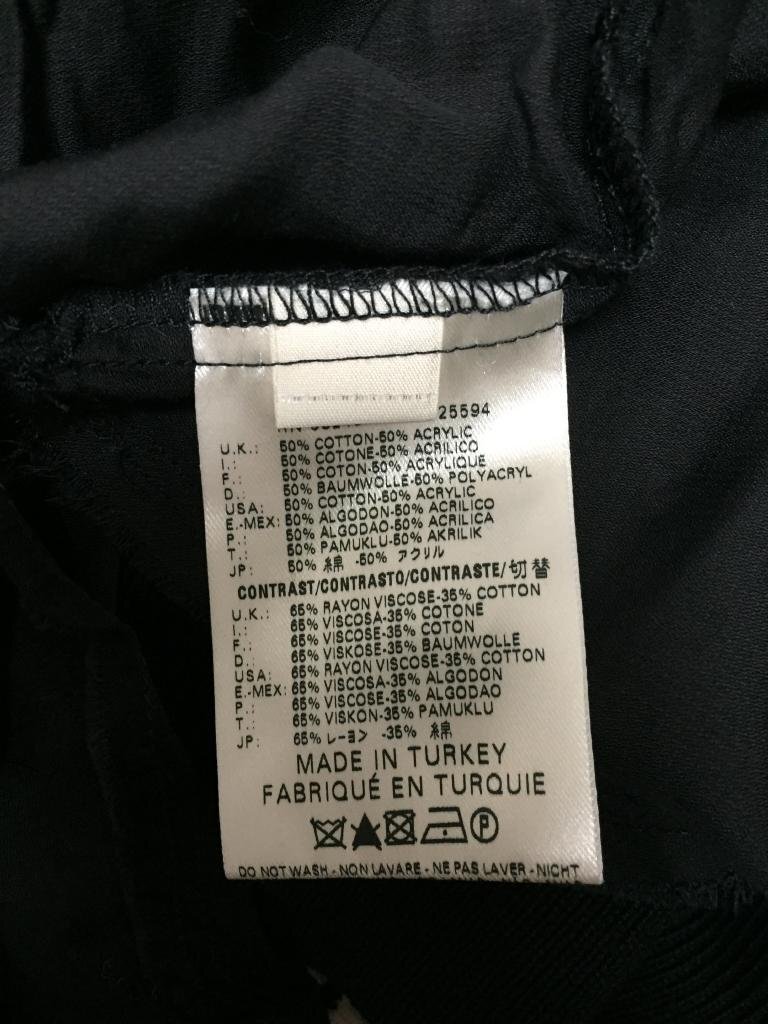 25594
U.K.: 50% COTTON-50% ACRYLIC
I.: 50% COTONE-50% ACRILICO
F.: 50% COTON-50% ACRYLIQUE
D.: 50% BAUMWOLLE-50% POLYACRYL
USA: 50% COTTON-50% ACRYLIC
E.-MEX: 50% ALGODON-50% ACRILICO
P.: 50% ALGODAO-50% ACRILICA
T.: 50% PAMUKLU-50% AKRILIK
JP: 50% 綿 -50% アクリル
CONTRAST/CONTRASTO/CONTRASTE/切替
U.K.: 65% RAYON VISCOSE-35% COTTON
I.: 65% VISCOSA-35% COTONE
F.: 65% VISCOSE-35% COTON
D.: 65% VISKOSE-35% BAUMWOLLE
USA: 65% RAYON VISCOSE-35% COTTON
E.-MEX: 65% VISCOSA-35% ALGODON
P.: 65% VISCOSE-35% ALGODAO
T.: 65% VISKON-35% PAMUKLU
JP: 65% レーヨン -35% 綿
MADE IN TURKEY
FABRIQUÉ EN TURQUIE
P
DO NOT WASH - NON LAVARE - NE PAS LAVER - NICHT